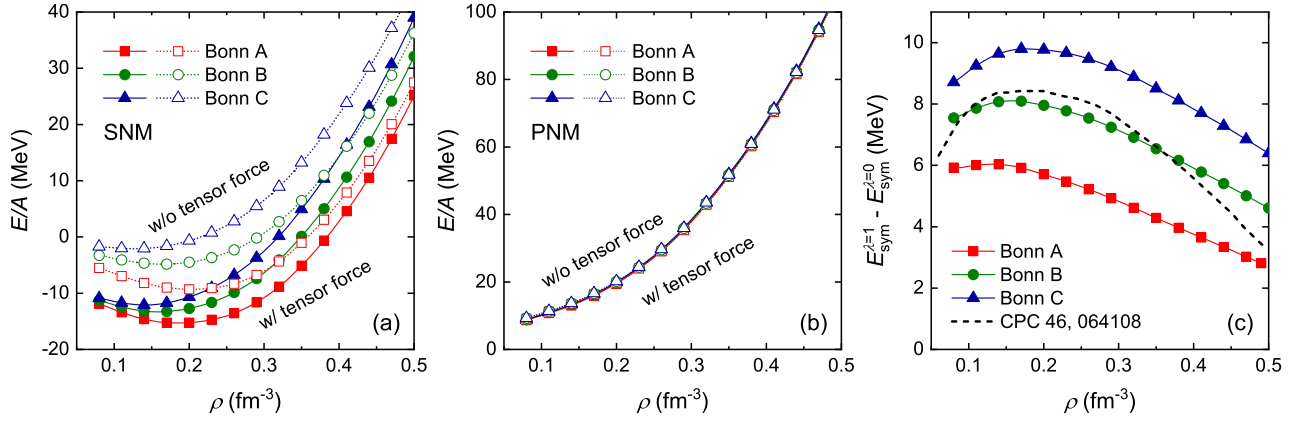 40
30
20
10
0
-10
-20
E/A (MeV)
Bonn A
Bonn B
Bonn C
SNM
w/o tensor force
w/ tensor force
(a)
0.1 0.2 0.3 0.4 0.5
ρ (fm⁻³)
100
80
60
40
20
0
E/A (MeV)
Bonn A
Bonn B
Bonn C
PNM
w/o tensor force
w/ tensor force
(b)
0.1 0.2 0.3 0.4 0.5
ρ (fm⁻³)
10
8
6
4
2
0
E_sym^λ=1 - E_sym^λ=0 (MeV)
Bonn A
Bonn B
Bonn C
CPC 46, 064108
(c)
0.1 0.2 0.3 0.4 0.5
ρ (fm⁻³)